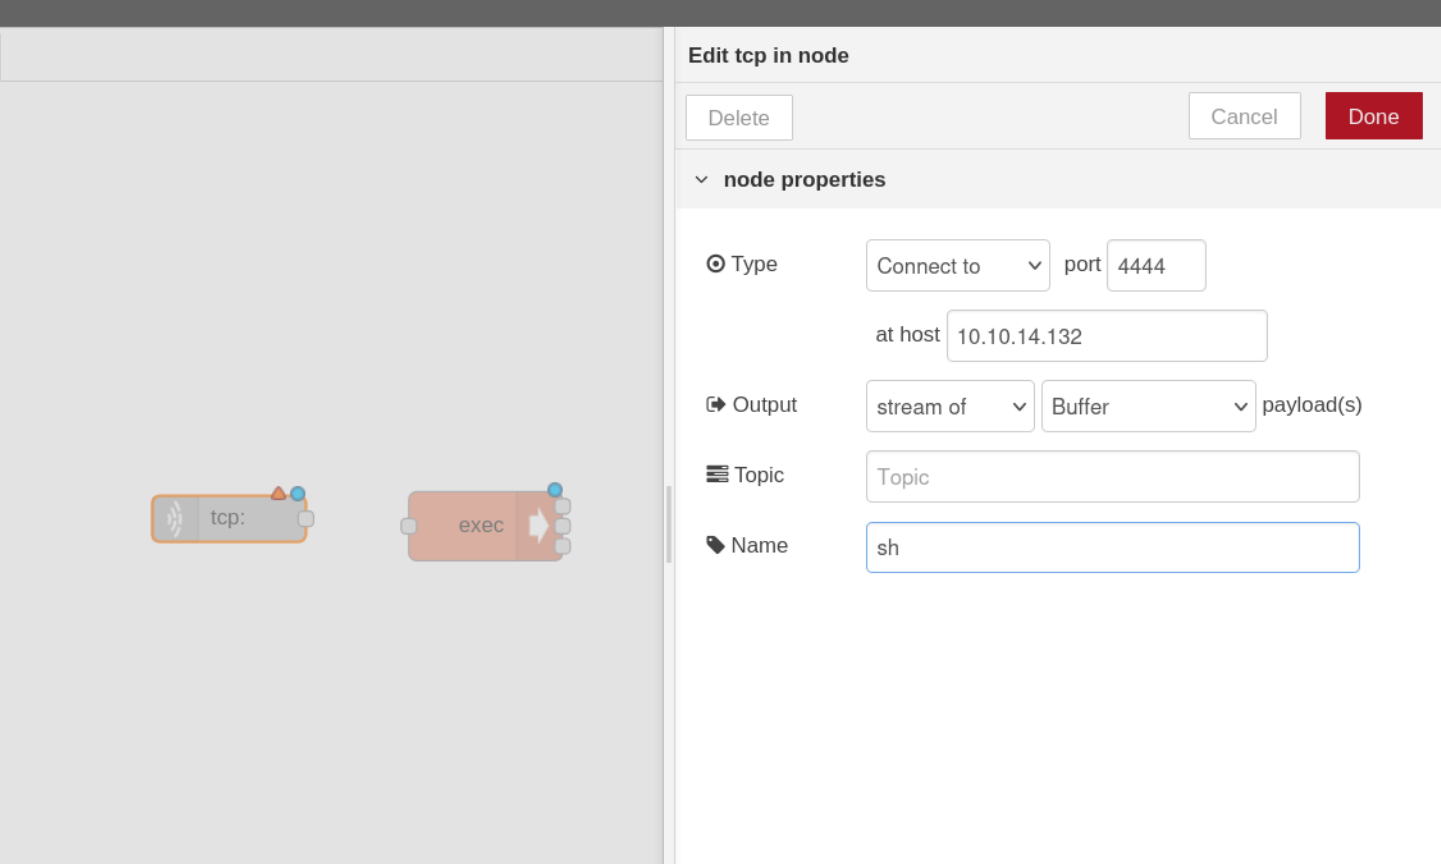 Edit tcp in node
Delete
Cancel
Done
node properties
Type
Connect to
port
4444
at host
10.10.14.132
Output
stream of
Buffer
payload(s)
Topic
Topic
Name
sh
tcp:
exec